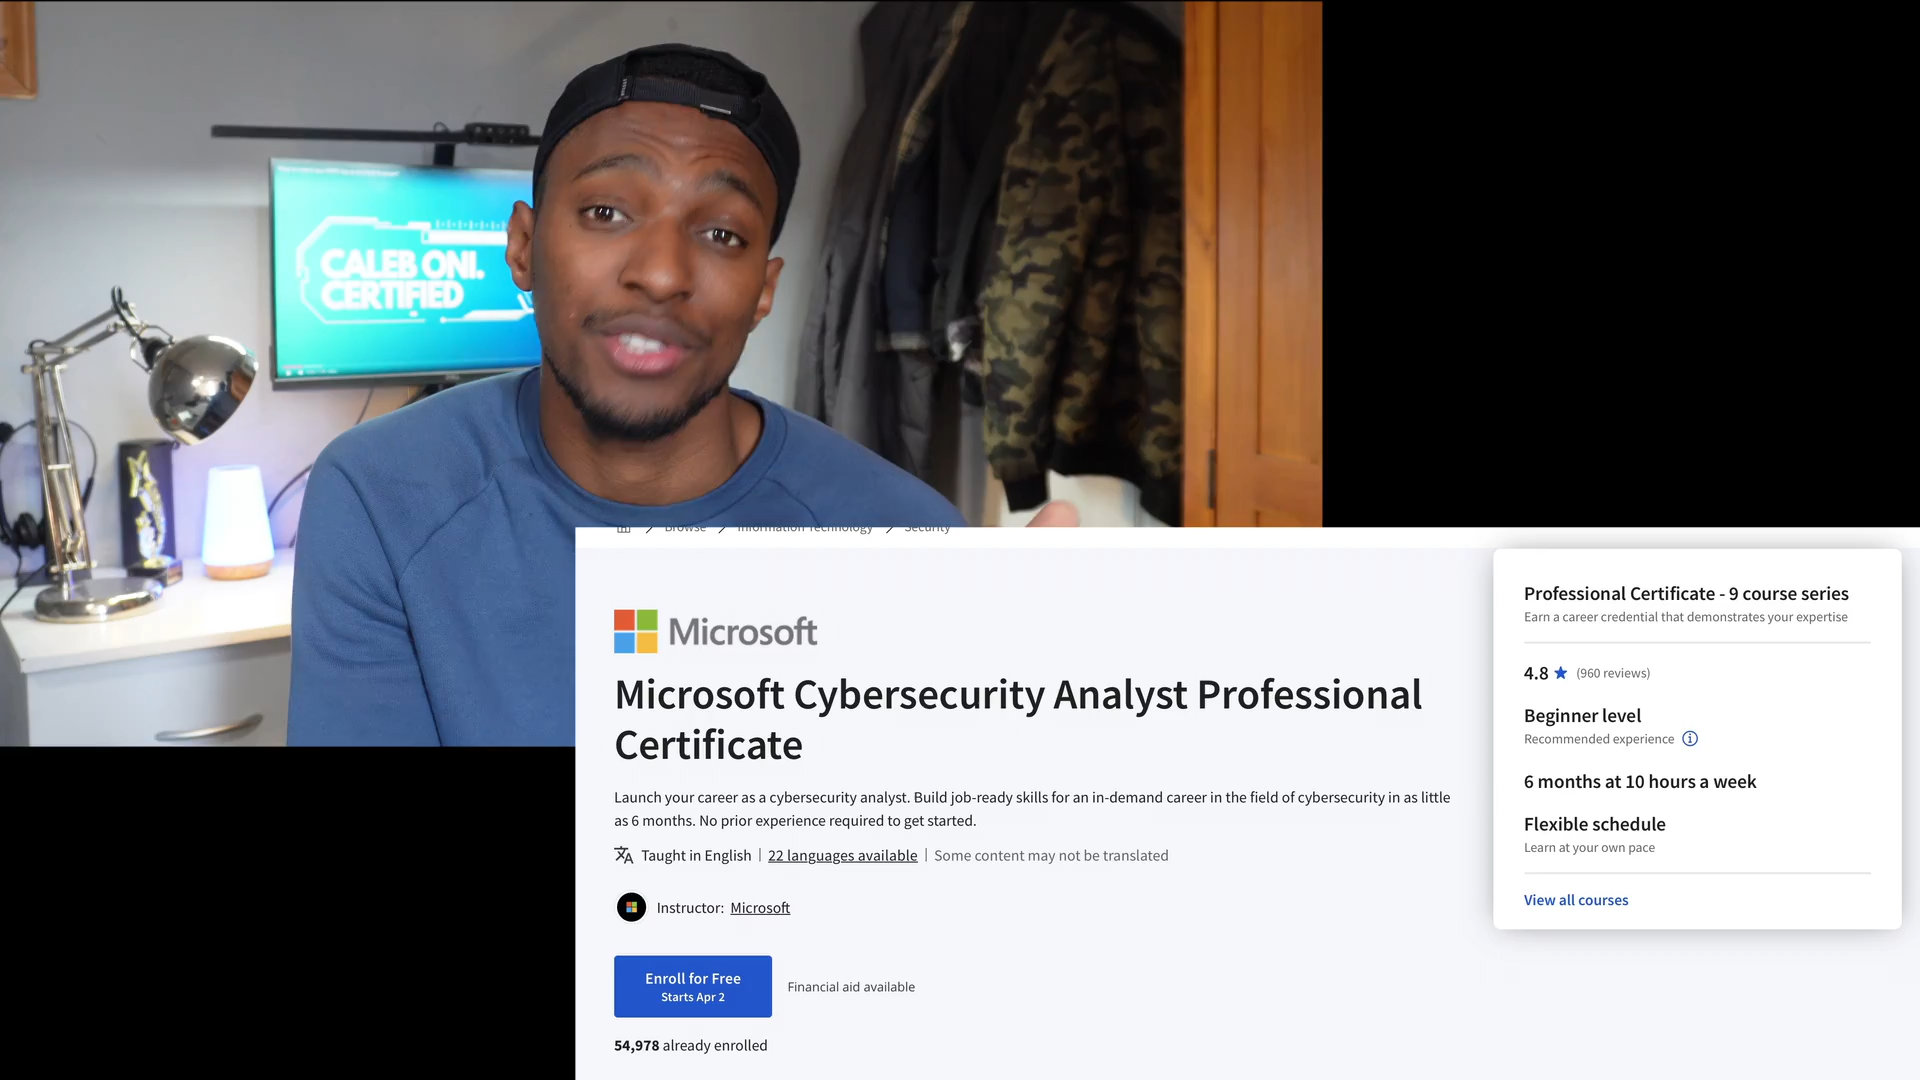 CALEB ONI.
CERTIFIED
Browse
Information Technology
Security
Microsoft
Microsoft Cybersecurity Analyst Professional
Certificate
Launch your career as a cybersecurity analyst. Build job-ready skills for an in-demand career in the field of cybersecurity in as little
as 6 months. No prior experience required to get started.
Taught in English | 22 languages available | Some content may not be translated
Instructor: Microsoft
Enroll for Free
Starts Apr 2
Financial aid available
54,978 already enrolled
Professional Certificate - 9 course series
Earn a career credential that demonstrates your expertise
4.8 ★ (960 reviews)
Beginner level
Recommended experience
6 months at 10 hours a week
Flexible schedule
Learn at your own pace
View all courses